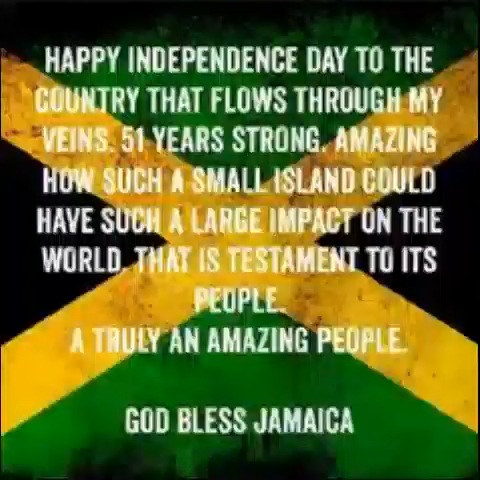 HAPPY INDEPENDENCE DAY TO THE
COUNTRY THAT FLOWS THROUGH MY
VEINS. 51 YEARS STRONG. AMAZING
HOW SUCH A SMALL ISLAND COULD
HAVE SUCH A LARGE IMPACT ON THE
WORLD. THAT IS TESTAMENT TO ITS
PEOPLE.
A TRULY AN AMAZING PEOPLE.
GOD BLESS JAMAICA